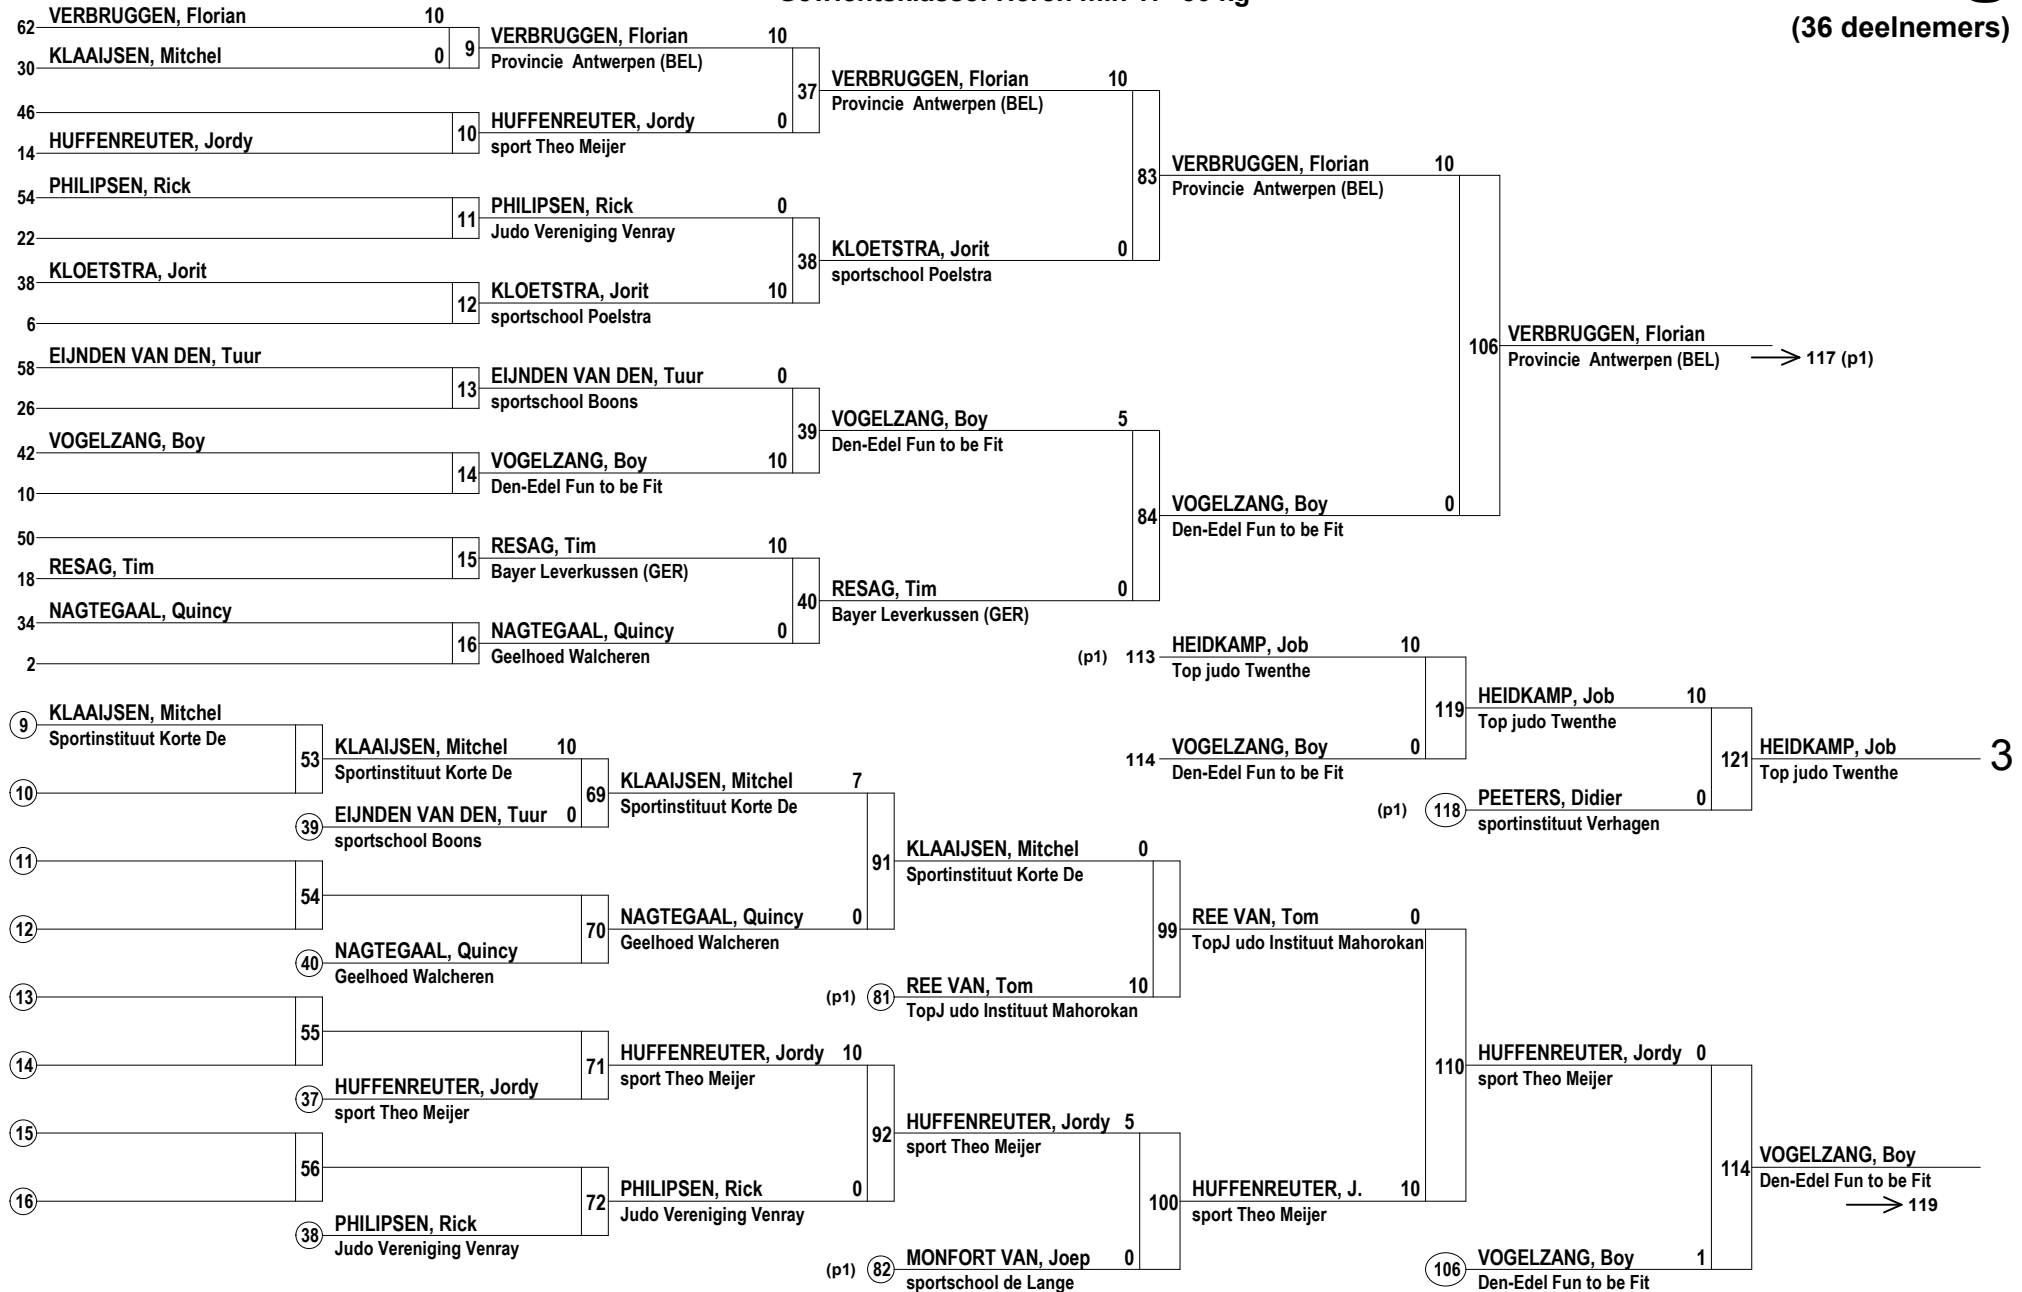 (36 deelnemers)
62 VERBRUGGEN, Florian 10
30 KLAAIJSEN, Mitchel 0
9 VERBRUGGEN, Florian 10
Provincie Antwerpen (BEL)
46
14 HUFFENREUTER, Jordy
10 HUFFENREUTER, Jordy 0
sport Theo Meijer
37 VERBRUGGEN, Florian 10
Provincie Antwerpen (BEL)
54 PHILIPSEN, Rick
22
11 PHILIPSEN, Rick 0
Judo Vereniging Venray
38 KLOETSTRA, Jorit
6
12 KLOETSTRA, Jorit 10
sportschool Poelstra
38 KLOETSTRA, Jorit 0
sportschool Poelstra
83 VERBRUGGEN, Florian 10
Provincie Antwerpen (BEL)
58 EIJNDEN VAN DEN, Tuur
26
13 EIJNDEN VAN DEN, Tuur 0
sportschool Boons
42 VOGELZANG, Boy
10
14 VOGELZANG, Boy 10
Den-Edel Fun to be Fit
39 VOGELZANG, Boy 5
Den-Edel Fun to be Fit
50
18 RESAG, Tim
15 RESAG, Tim 10
Bayer Leverkussen (GER)
34 NAGTEGAAL, Quincy
2
16 NAGTEGAAL, Quincy 0
Geelhoed Walcheren
40 RESAG, Tim 0
Bayer Leverkussen (GER)
84 VOGELZANG, Boy 0
Den-Edel Fun to be Fit
106 VERBRUGGEN, Florian
Provincie Antwerpen (BEL) 117 (p1)
(p1) 113 HEIDKAMP, Job 10
Top judo Twenthe
114 VOGELZANG, Boy 0
Den-Edel Fun to be Fit
119 HEIDKAMP, Job 10
Top judo Twenthe
(p1) 118 PEETERS, Didier 0
sportinstituut Verhagen
121 HEIDKAMP, Job 3
Top judo Twenthe
9 KLAAIJSEN, Mitchel
Sportinstituut Korte De
10
53 KLAAIJSEN, Mitchel 10
Sportinstituut Korte De
39 EIJNDEN VAN DEN, Tuur 0
sportschool Boons
69 KLAAIJSEN, Mitchel 7
Sportinstituut Korte De
11
12
54
40 NAGTEGAAL, Quincy
Geelhoed Walcheren
70 NAGTEGAAL, Quincy 0
Geelhoed Walcheren
91 KLAAIJSEN, Mitchel 0
Sportinstituut Korte De
(p1) 81 REE VAN, Tom 10
TopJ udo Instituut Mahorokan
99 REE VAN, Tom 0
TopJ udo Instituut Mahorokan
13
14
55
37 HUFFENREUTER, Jordy
sport Theo Meijer
71 HUFFENREUTER, Jordy 10
sport Theo Meijer
15
16
56
38 PHILIPSEN, Rick
Judo Vereniging Venray
72 PHILIPSEN, Rick 0
Judo Vereniging Venray
92 HUFFENREUTER, Jordy 5
sport Theo Meijer
(p1) 82 MONFORT VAN, Joep 0
sportschool de Lange
100 HUFFENREUTER, J. 10
sport Theo Meijer
110 HUFFENREUTER, Jordy 0
sport Theo Meijer
106 VOGELZANG, Boy 1
Den-Edel Fun to be Fit
114 VOGELZANG, Boy
Den-Edel Fun to be Fit
119